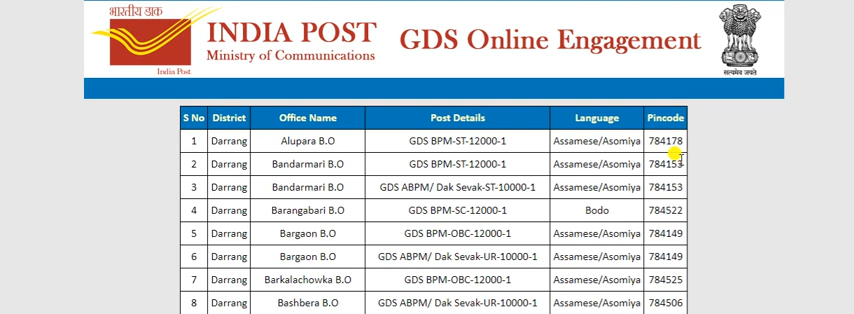 भारतीय डाक
India Post
INDIA POST
Ministry of Communications
GDS Online Engagement
सत्यमेव जयते
S No District Office Name Post Details Language Pincode
1 Darrang Alupara B.O GDS BPM-ST-12000-1 Assamese/Asomiya 784178
2 Darrang Bandarmari B.O GDS BPM-ST-12000-1 Assamese/Asomiya 784153
3 Darrang Bandarmari B.O GDS ABPM/ Dak Sevak-ST-10000-1 Assamese/Asomiya 784153
4 Darrang Barangabari B.O GDS BPM-SC-12000-1 Bodo 784522
5 Darrang Bargaon B.O GDS BPM-OBC-12000-1 Assamese/Asomiya 784149
6 Darrang Bargaon B.O GDS ABPM/ Dak Sevak-UR-10000-1 Assamese/Asomiya 784149
7 Darrang Barkalachowka B.O GDS BPM-OBC-12000-1 Assamese/Asomiya 784525
8 Darrang Bashbera B.O GDS ABPM/ Dak Sevak-UR-10000-1 Assamese/Asomiya 784506